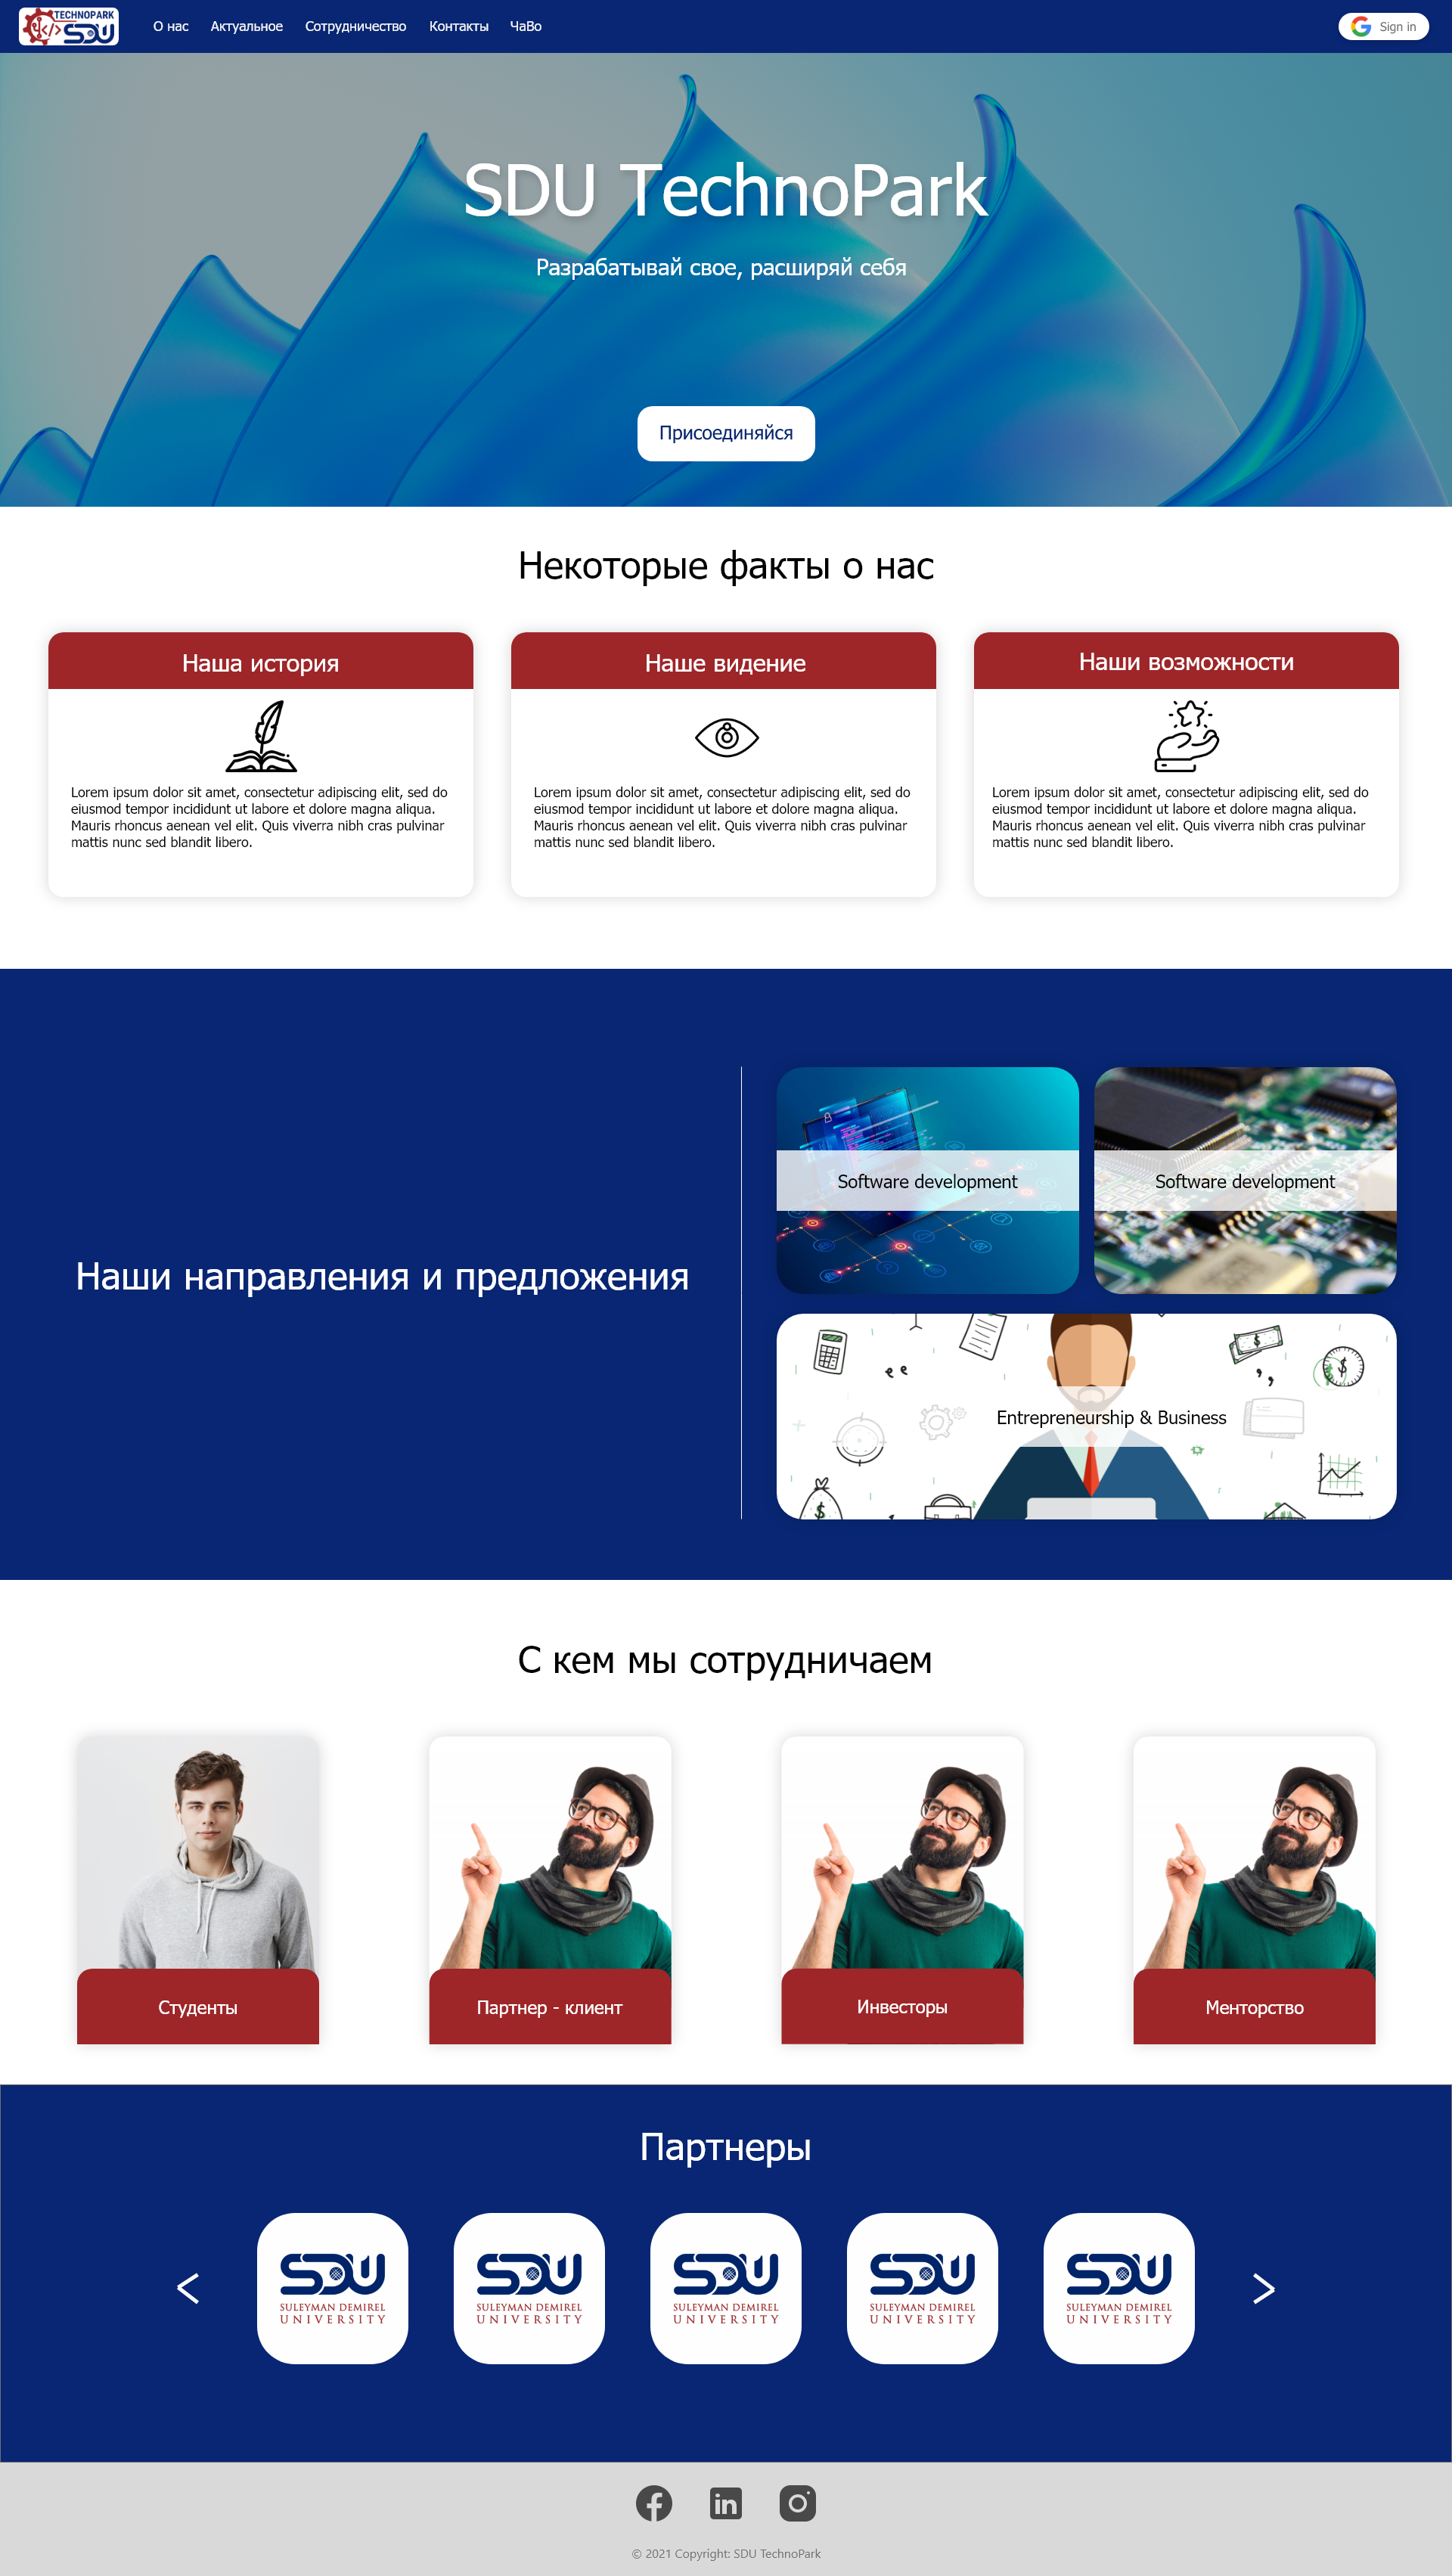 TECHNOPARK
SDU
О нас
Актуальное
Сотрудничество
Контакты
ЧаВо
Sign in
SDU TechnoPark
Разрабатывай свое, расширяй себя
Присоединяйся
Некоторые факты о нас
Наша история
Lorem ipsum dolor sit amet, consectetur adipiscing elit, sed do
eiusmod tempor incididunt ut labore et dolore magna aliqua.
Mauris rhoncus aenean vel elit. Quis viverra nibh cras pulvinar
mattis nunc sed blandit libero.
Наше видение
Lorem ipsum dolor sit amet, consectetur adipiscing elit, sed do
eiusmod tempor incididunt ut labore et dolore magna aliqua.
Mauris rhoncus aenean vel elit. Quis viverra nibh cras pulvinar
mattis nunc sed blandit libero.
Наши возможности
Lorem ipsum dolor sit amet, consectetur adipiscing elit, sed do
eiusmod tempor incididunt ut labore et dolore magna aliqua.
Mauris rhoncus aenean vel elit. Quis viverra nibh cras pulvinar
mattis nunc sed blandit libero.
Наши направления и предложения
Software development
Software development
Entrepreneurship & Business
С кем мы сотрудничаем
Студенты
Партнер - клиент
Инвесторы
Менторство
Партнеры
<
SDU
SULEYMAN DEMIREL
UNIVERSITY
SDU
SULEYMAN DEMIREL
UNIVERSITY
SDU
SULEYMAN DEMIREL
UNIVERSITY
SDU
SULEYMAN DEMIREL
UNIVERSITY
SDU
SULEYMAN DEMIREL
UNIVERSITY
>
© 2021 Copyright: SDU TechnoPark